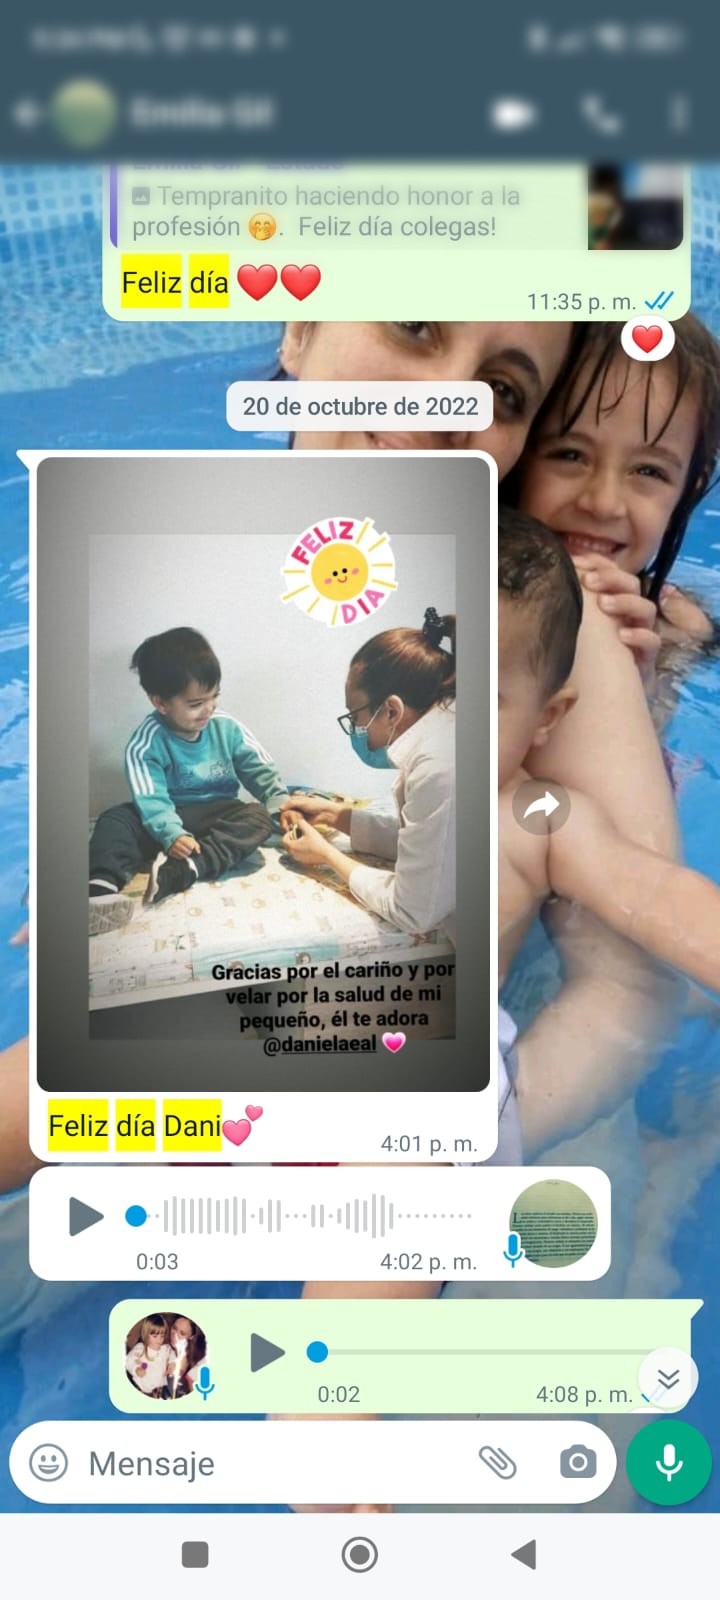 Tempranito haciendo honor a la
profesión 🤭. Feliz día colegas!
Feliz día ❤️❤️
11:35 p. m.
20 de octubre de 2022
FELIZ
DIA
Gracias por el cariño y por
velar por la salud de mi
pequeño, él te adora
@danielaeal 💗
Feliz día Dani💕
4:01 p. m.
0:03
4:02 p. m.
0:02
4:08 p. m.
Mensaje